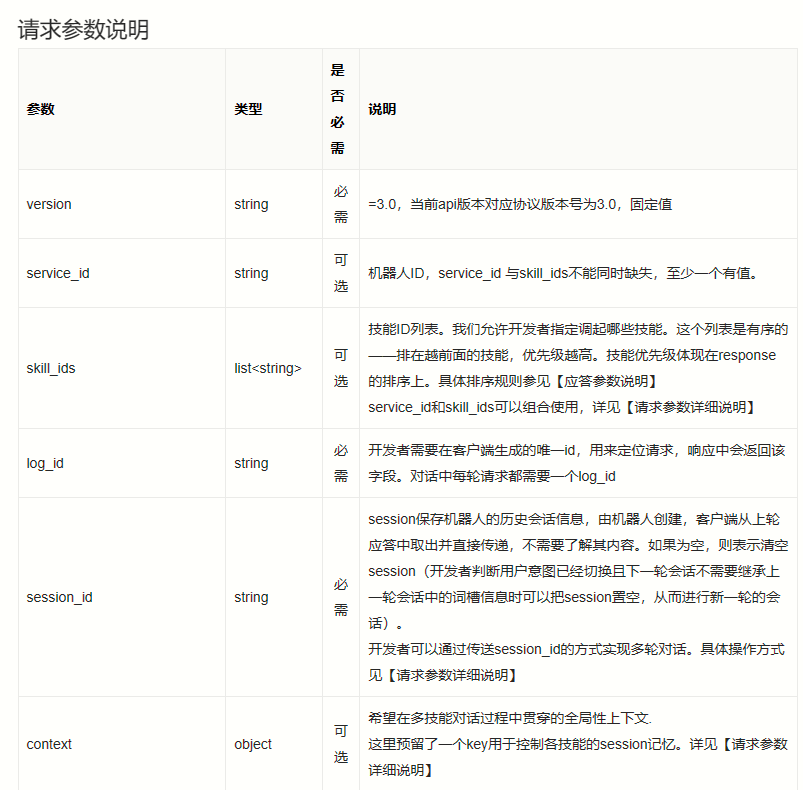 请求参数说明
参数 类型 是否必需 说明
version string 必需 =3.0，当前api版本对应协议版本号为3.0，固定值
service_id string 可选 机器人ID，service_id 与skill_ids不能同时缺失，至少一个有值。
skill_ids list<string> 可选 技能ID列表。我们允许开发者指定调起哪些技能。这个列表是有序的
——排在越前面的技能，优先级越高。技能优先级体现在response
的排序上。具体排序规则参见【应答参数说明】
service_id和skill_ids可以组合使用，详见【请求参数详细说明】
log_id string 必需 开发者需要在客户端生成的唯一id，用来定位请求，响应中会返回该
字段。对话中每轮请求都需要一个log_id
session_id string 必需 session保存机器人的历史会话信息，由机器人创建，客户端从上轮
应答中取出并直接传递，不需要了解其内容。如果为空，则表示清空
session（开发者判断用户意图已经切换且下一轮会话不需要继承上
一轮会话中的词槽信息时可以把session置空，从而进行新一轮的会
话）。
开发者可以通过传送session_id的方式实现多轮对话。具体操作方式
见【请求参数详细说明】
context object 可选 希望在多技能对话过程中贯穿的全局性上下文.
这里预留了一个key用于控制各技能的session记忆。详见【请求参数
详细说明】